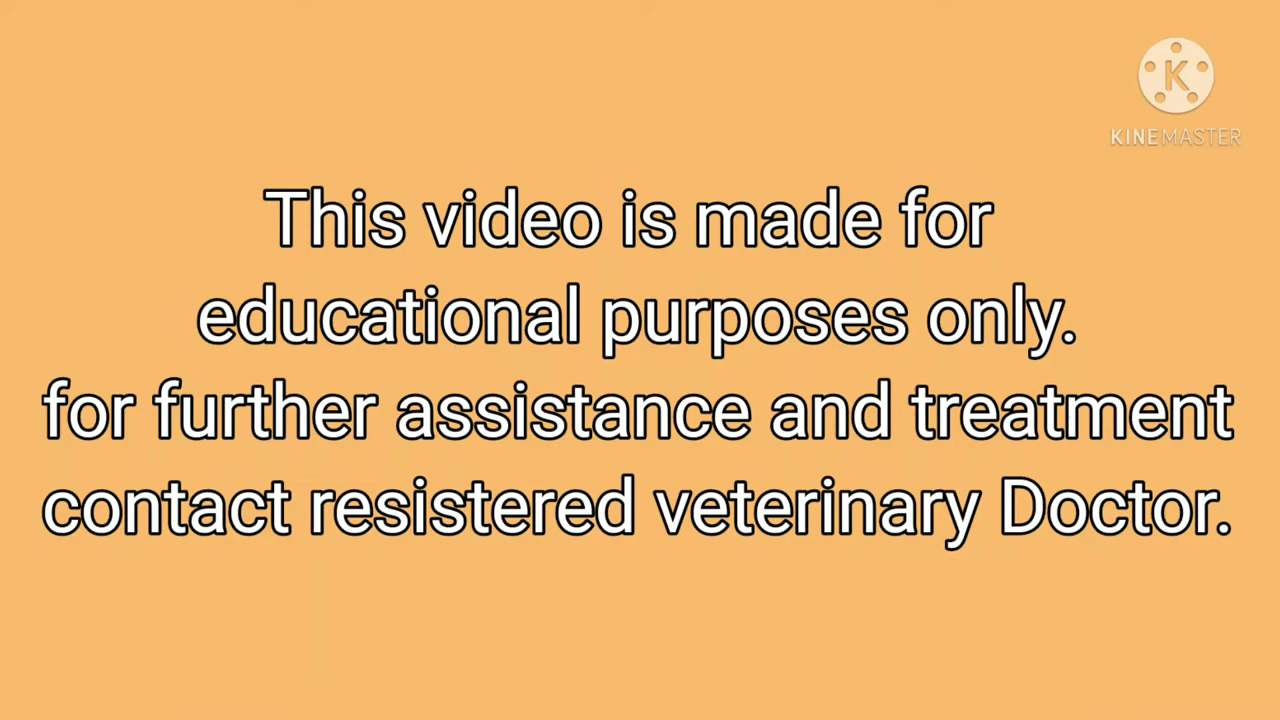 K
KINEMASTER
This video is made for
educational purposes only.
for further assistance and treatment
contact resistered veterinary Doctor.